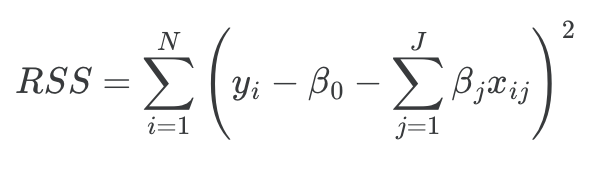 $RSS = \sum_{i=1}^{N} \left( y_i - \beta_0 - \sum_{j=1}^{J} \beta_j x_{ij} \right)^2$